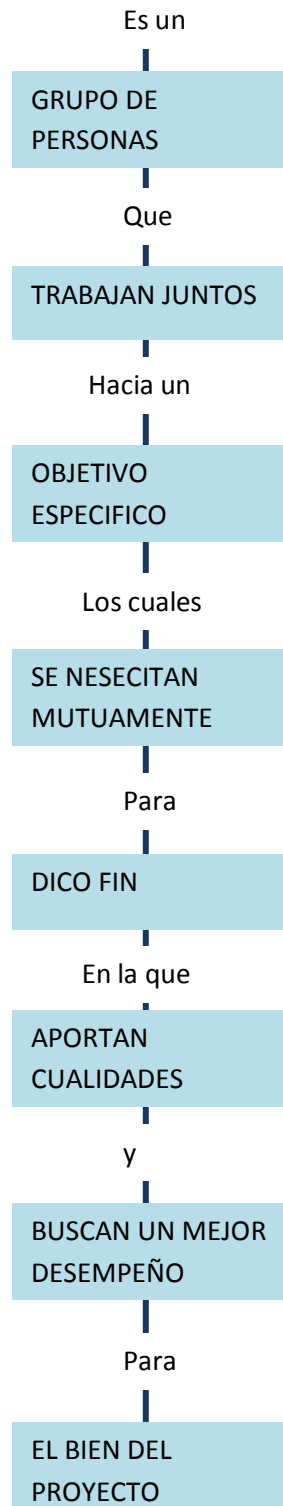 Es un
GRUPO DE
PERSONAS
Que
TRABAJAN JUNTOS
Hacia un
OBJETIVO
ESPECIFICO
Los cuales
SE NESECITAN
MUTUAMENTE
Para
DICO FIN
En la que
APORTAN
CUALIDADES
y
BUSCAN UN MEJOR
DESEMPEÑO
Para
EL BIEN DEL
PROYECTO